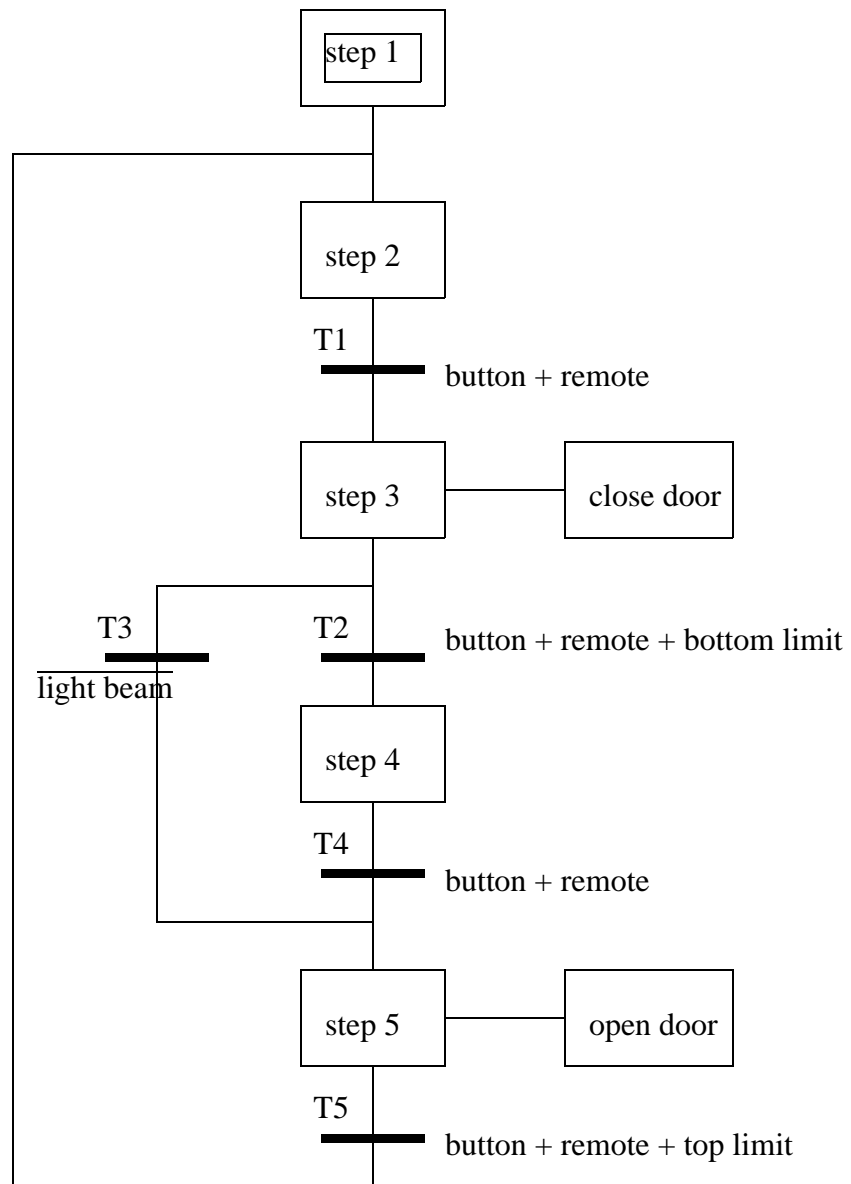 step 1
step 2
T1
button + remote
step 3
close door
T3
T2
button + remote + bottom limit
light beam
step 4
T4
button + remote
step 5
open door
T5
button + remote + top limit